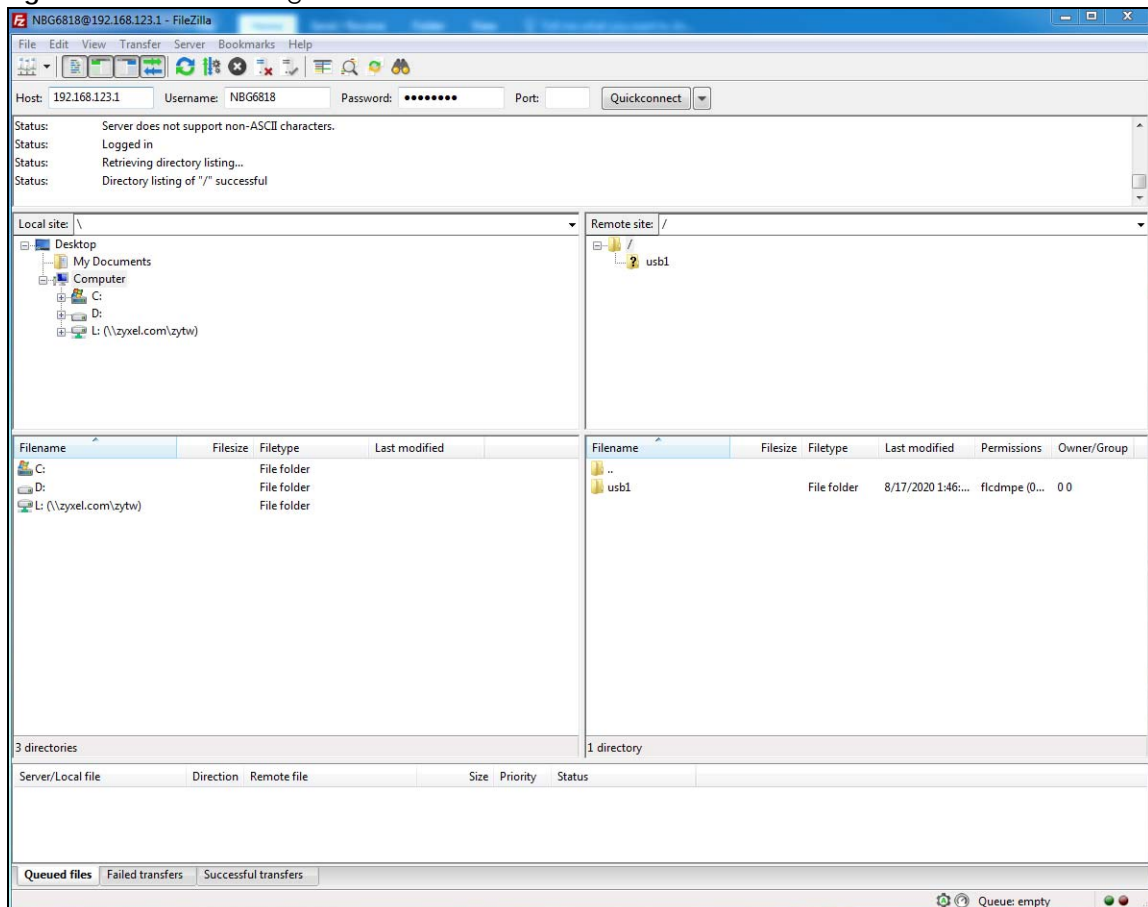 NBG6818@192.168.123.1 - FileZilla
File Edit View Transfer Server Bookmarks Help
Host: 192.168.123.1 Username: NBG6818 Password: •••••••• Port: Quickconnect
Status: Server does not support non-ASCII characters.
Status: Logged in
Status: Retrieving directory listing...
Status: Directory listing of "/" successful
Local site: \
Remote site: /
Desktop
My Documents
Computer
C:
D:
L: (\\zyxel.com\zytw)
/
usb1
Filename Filesize Filetype Last modified
C: File folder
D: File folder
L: (\\zyxel.com\zytw) File folder
3 directories
Filename Filesize Filetype Last modified Permissions Owner/Group
..
usb1 File folder 8/17/2020 1:46:... flcdmpe (0... 0 0
1 directory
Server/Local file Direction Remote file Size Priority Status
Queued files Failed transfers Successful transfers
Queue: empty